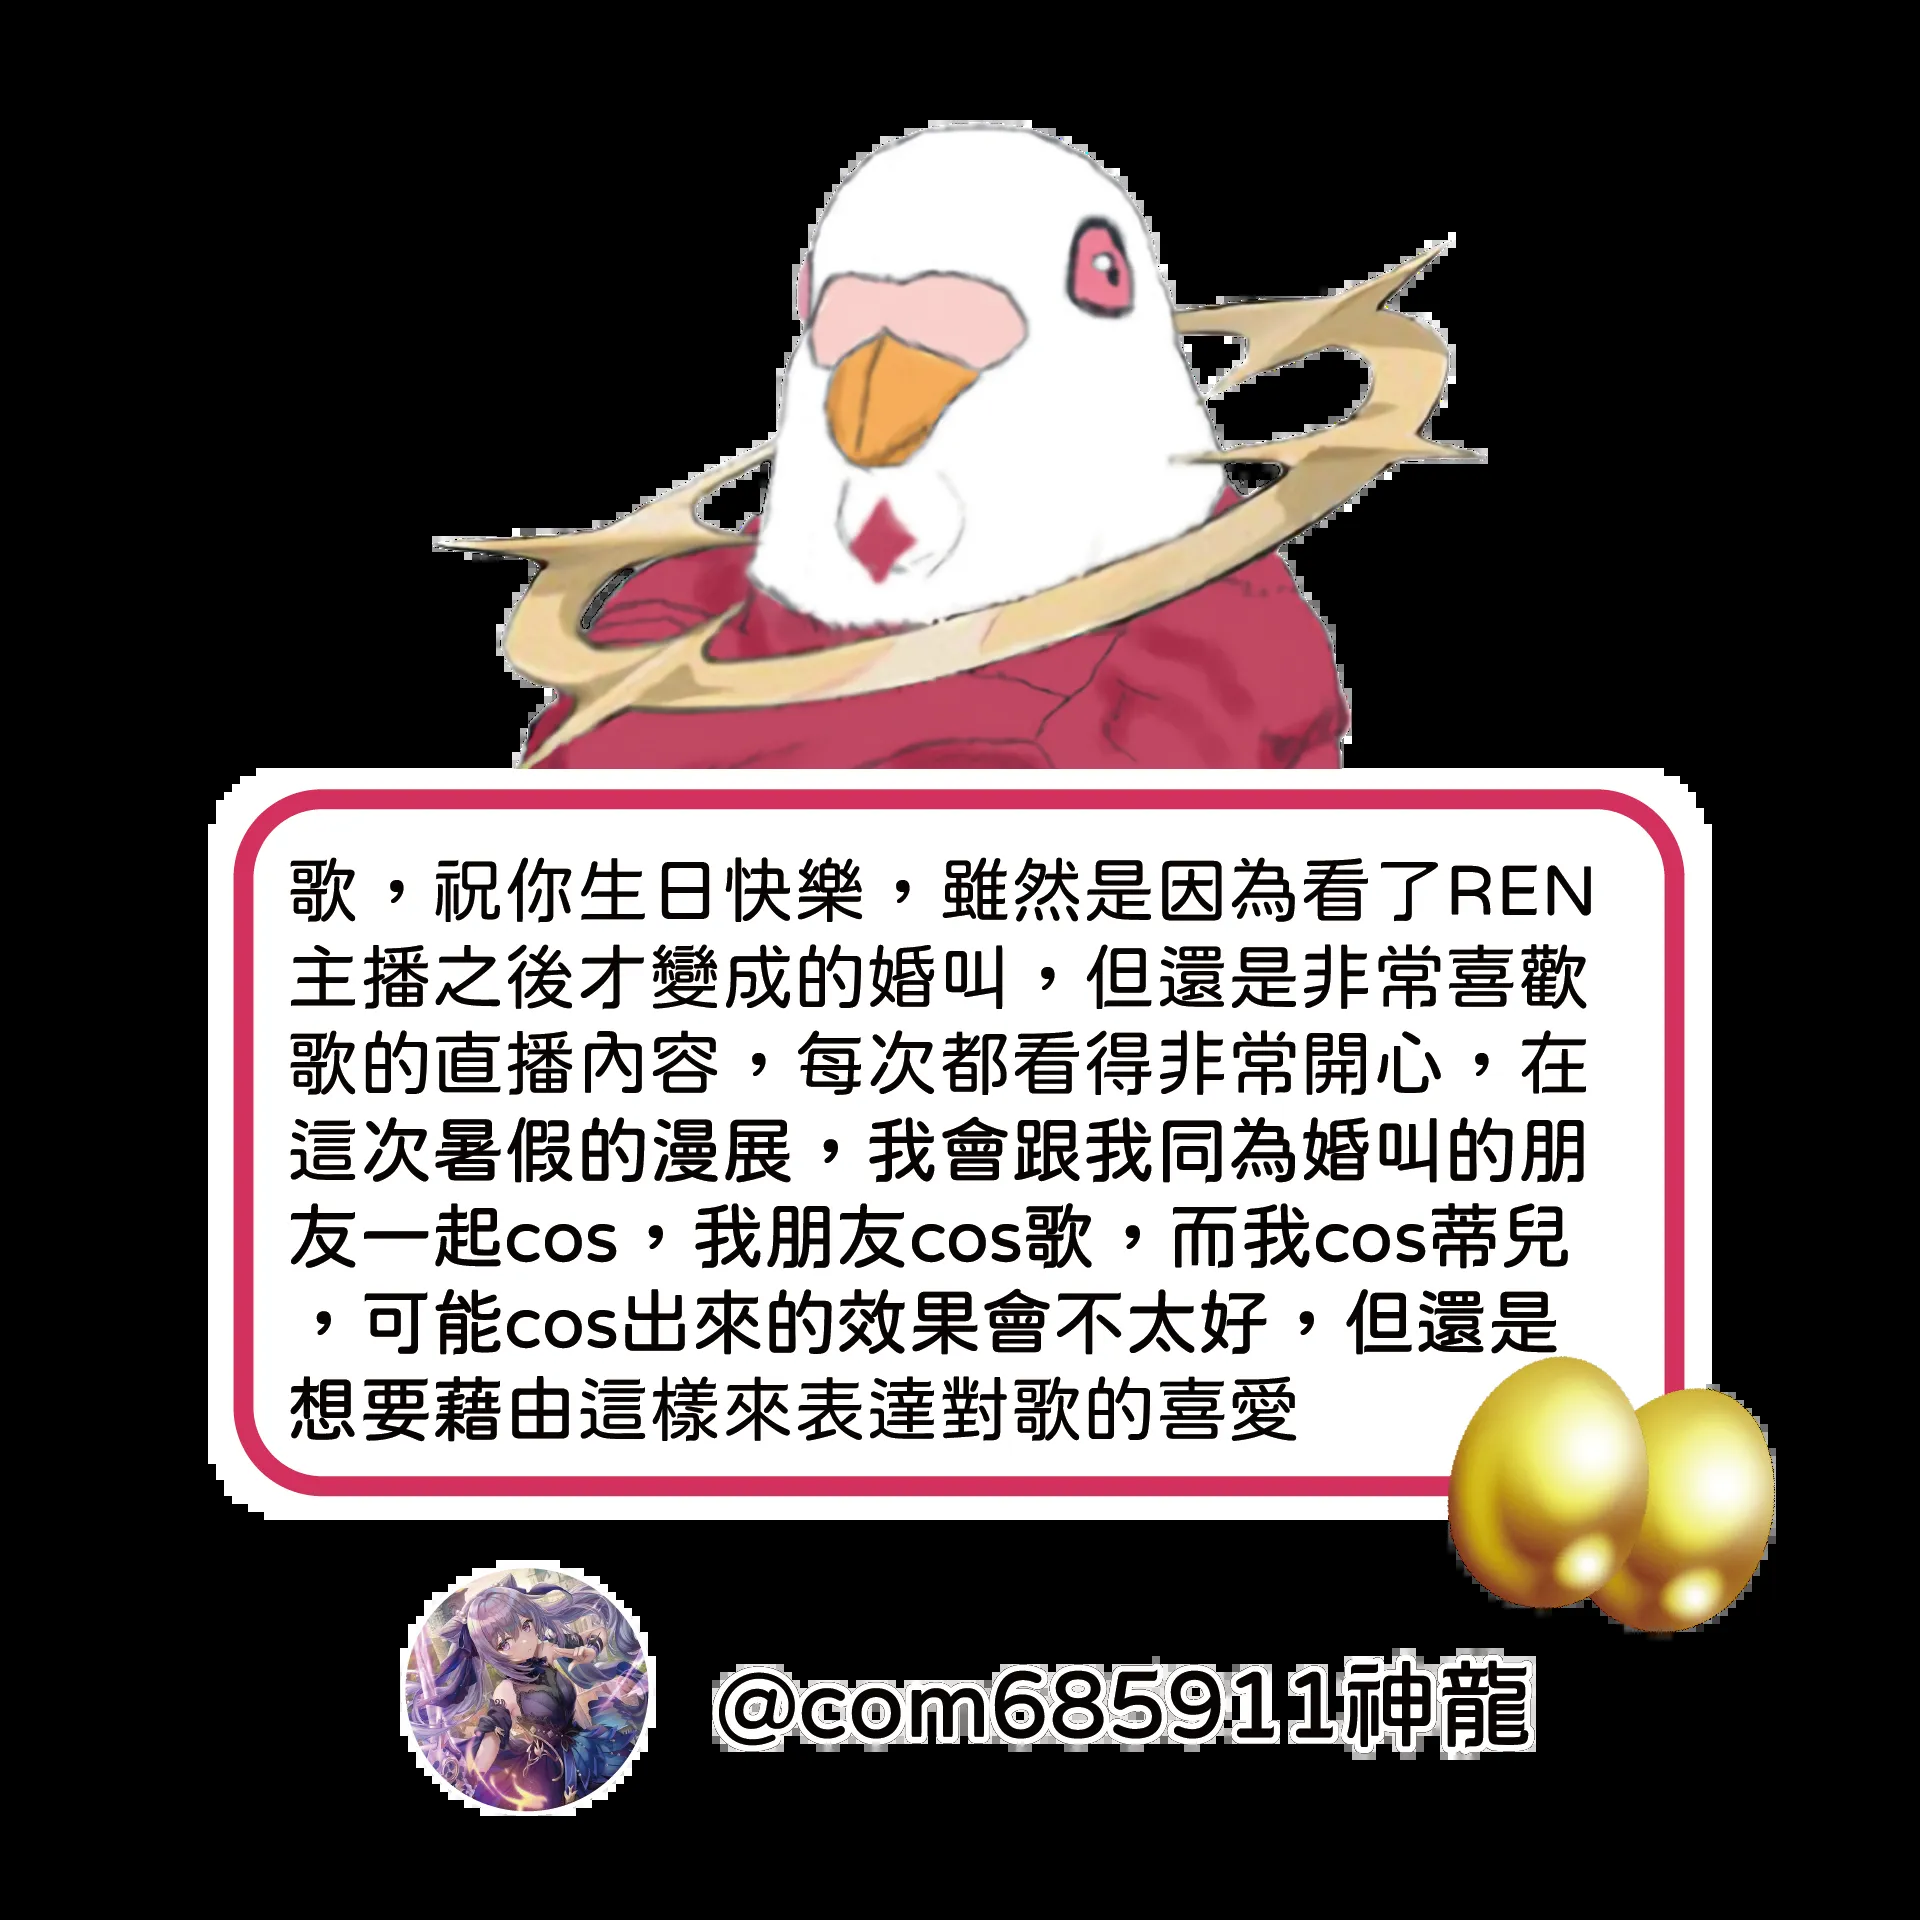 歌，祝你生日快樂，雖然是因為看了REN
主播之後才變成的婚叫，但還是非常喜歡
歌的直播內容，每次都看得非常開心，在
這次暑假的漫展，我會跟我同為婚叫的朋
友一起cos，我朋友cos歌，而我cos蒂兒
，可能cos出來的效果會不太好，但還是
想要藉由這樣來表達對歌的喜愛
@com685911神龍